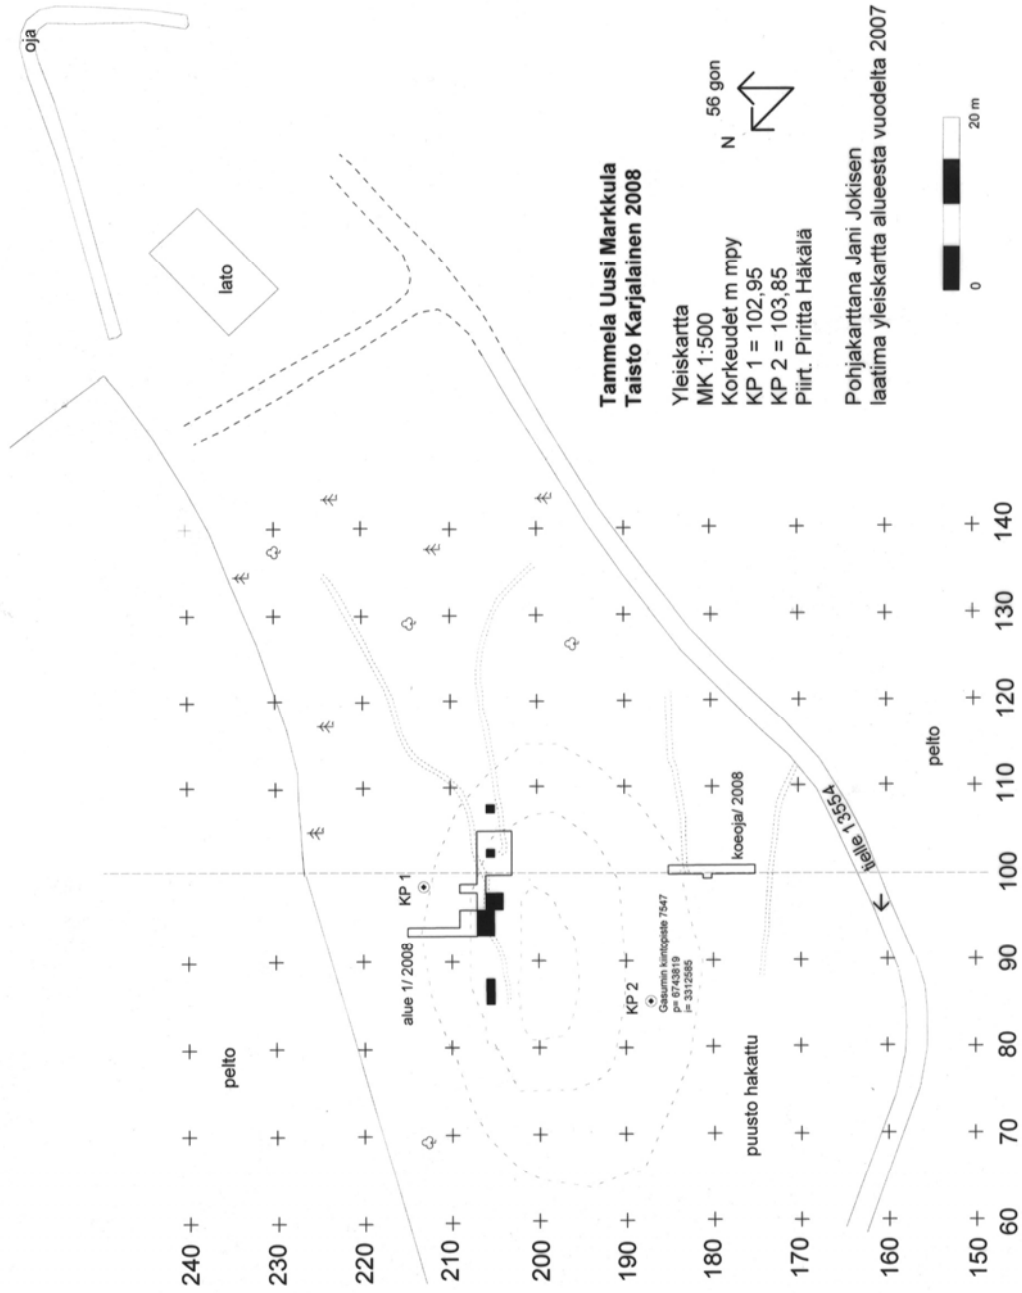 oja
lato
Tammela Uusi Markkula
Taisto Karjalainen 2008
Yleiskartta
MK 1:500
Korkeudet m mpy
KP 1 = 102,95
KP 2 = 103,85
Piirt. Piritta Häkälä
N
56 gon
Pohjakarttana Jani Jokisen
laatima yleiskartta alueesta vuodelta 2007
0
20 m
pelto
alue 1/ 2008
KP 1
KP 2
Gasumin kiintopiste 7547
p= 6743819
i= 3312585
koeoja/ 2008
puusto hakattu
tielle 13554
pelto
240
230
220
210
200
190
180
170
160
150
60
70
80
90
100
110
120
130
140